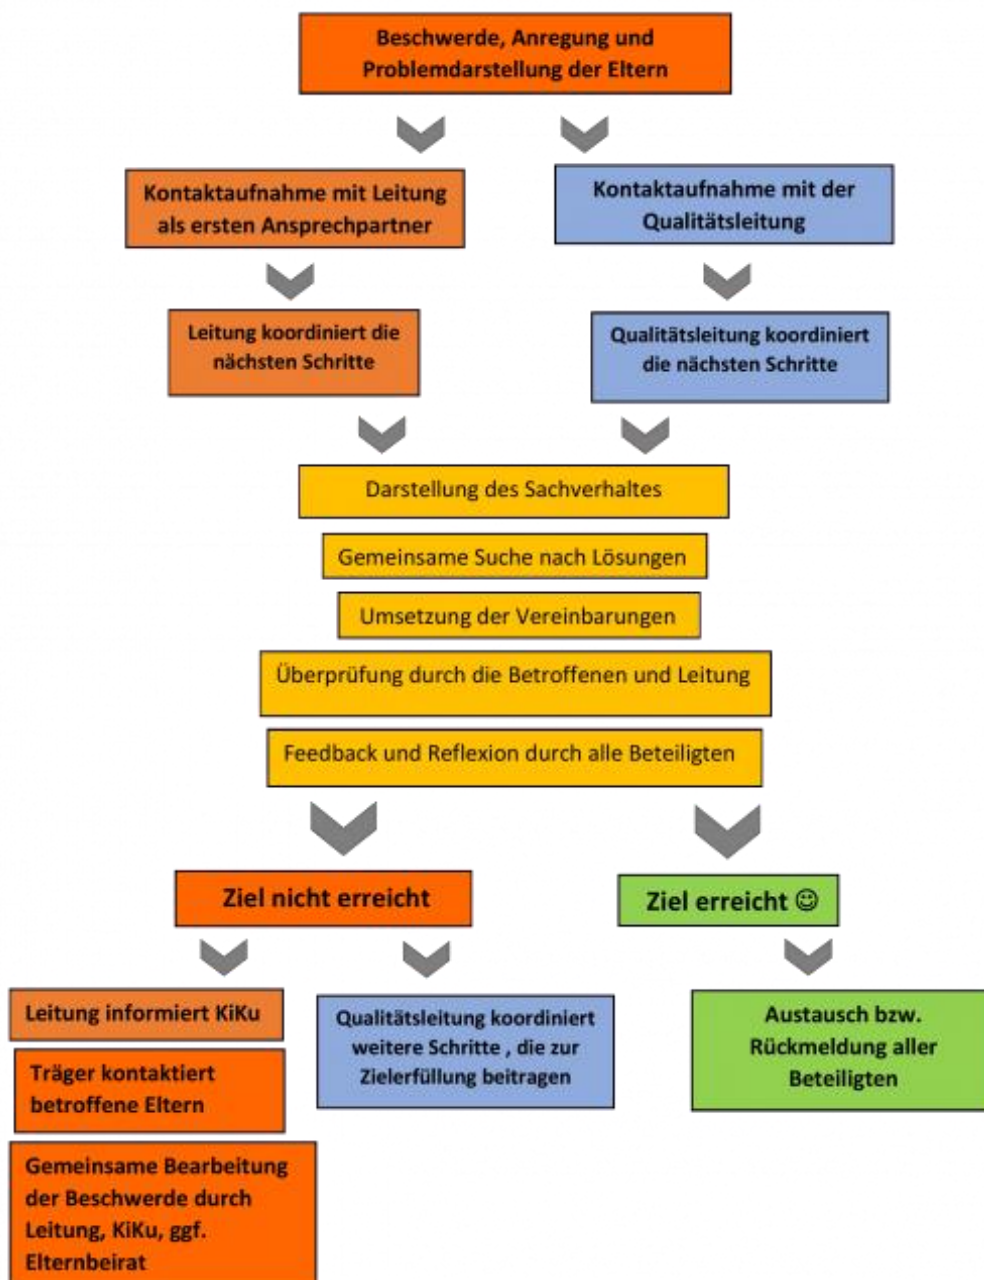 Beschwerde, Anregung und
Problemdarstellung der Eltern
Kontaktaufnahme mit Leitung
als ersten Ansprechpartner
Kontaktaufnahme mit der
Qualitätsleitung
Leitung koordiniert die
nächsten Schritte
Qualitätsleitung koordiniert
die nächsten Schritte
Darstellung des Sachverhaltes
Gemeinsame Suche nach Lösungen
Umsetzung der Vereinbarungen
Überprüfung durch die Betroffenen und Leitung
Feedback und Reflexion durch alle Beteiligten
Ziel nicht erreicht
Ziel erreicht ☺
Leitung informiert KiKu
Träger kontaktiert
betroffene Eltern
Gemeinsame Bearbeitung
der Beschwerde durch
Leitung, KiKu, ggf.
Elternbeirat
Qualitätsleitung koordiniert
weitere Schritte , die zur
Zielerfüllung beitragen
Austausch bzw.
Rückmeldung aller
Beteiligten